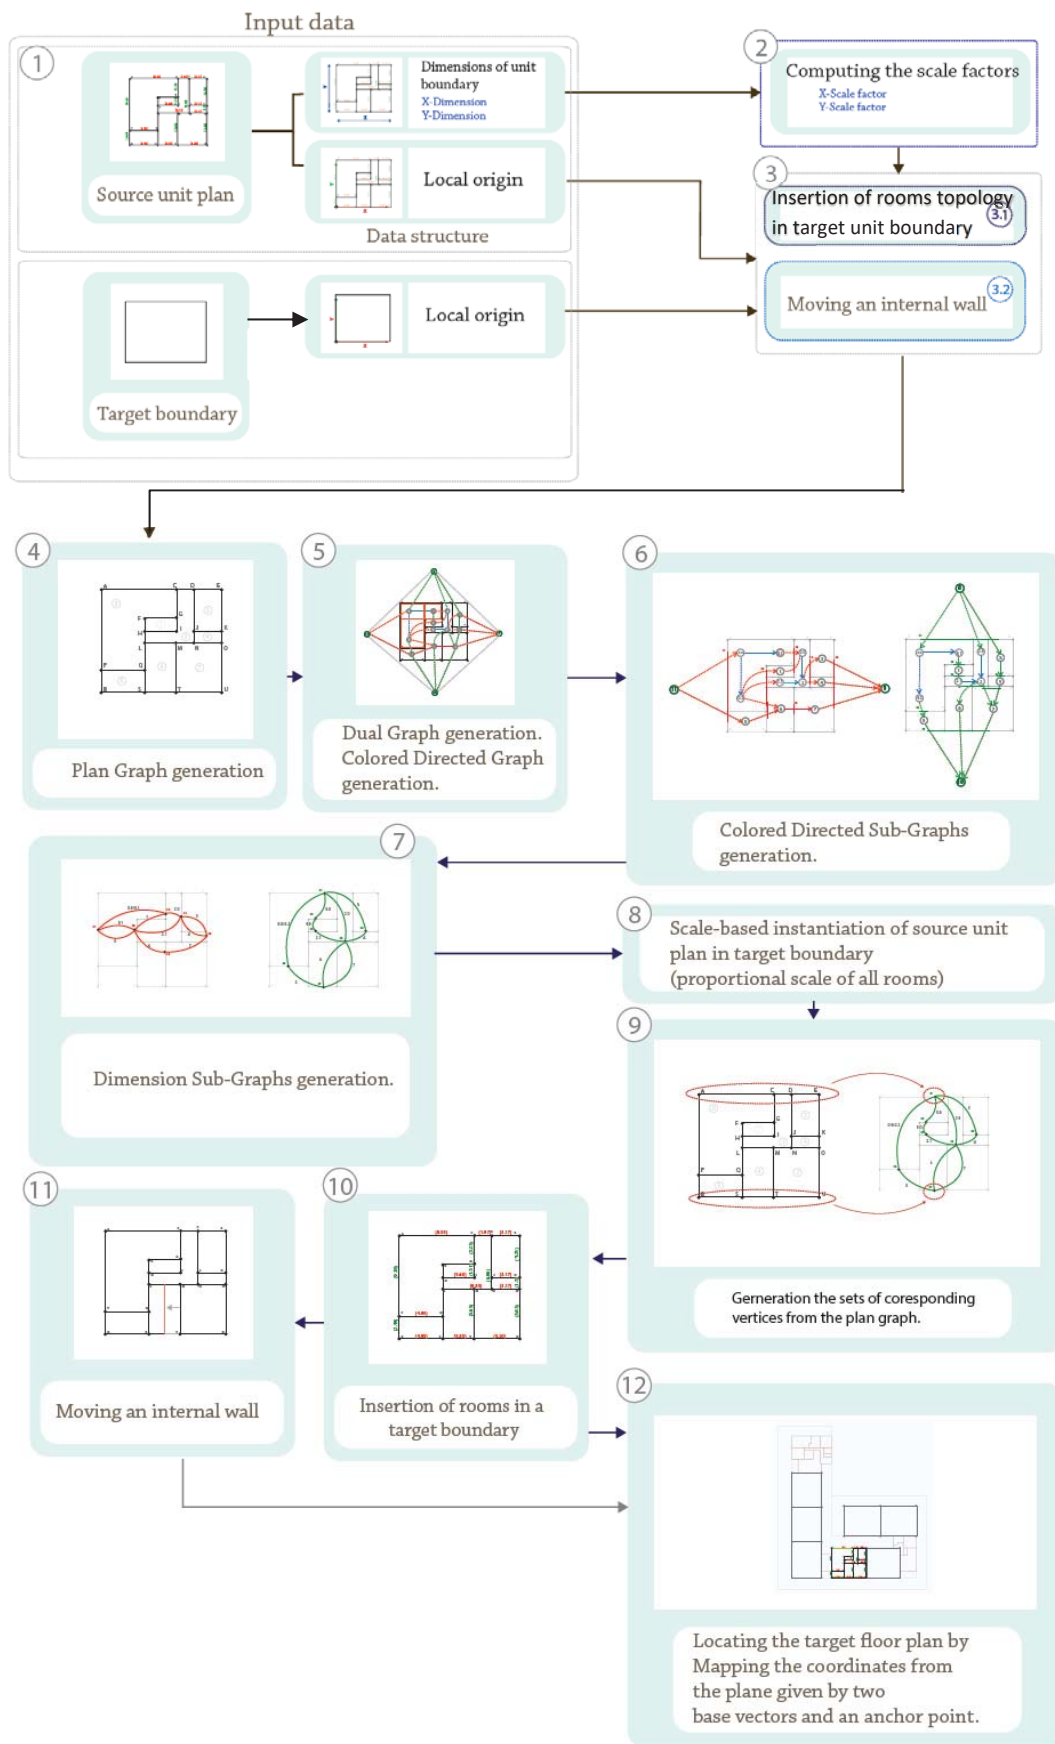 Input data
1
Source unit plan
Dimensions of unit
boundary
X-Dimension
Y-Dimension
Local origin
Data structure
Target boundary
Local origin
Y
X
2
Computing the scale factors
X-Scale factor
Y-Scale factor
3
Insertion of rooms topology
in target unit boundary
3.1
Moving an internal wall
3.2
4
A C D E
F G
H I J K
L M N O
P Q
R S T U
Plan Graph generation
5
Dual Graph generation.
Colored Directed Graph
generation.
6
Colored Directed Sub-Graphs
generation.
7
Dimension Sub-Graphs generation.
8
Scale-based instantiation of source unit
plan in target boundary
(proportional scale of all rooms)
9
A C D E
F G
H I J K
L M N O
P Q
S T U
Gerneration the sets of coresponding
vertices from the plan graph.
10
Insertion of rooms in a
target boundary
11
Moving an internal wall
12
Locating the target floor plan by
Mapping the coordinates from
the plane given by two
base vectors and an anchor point.